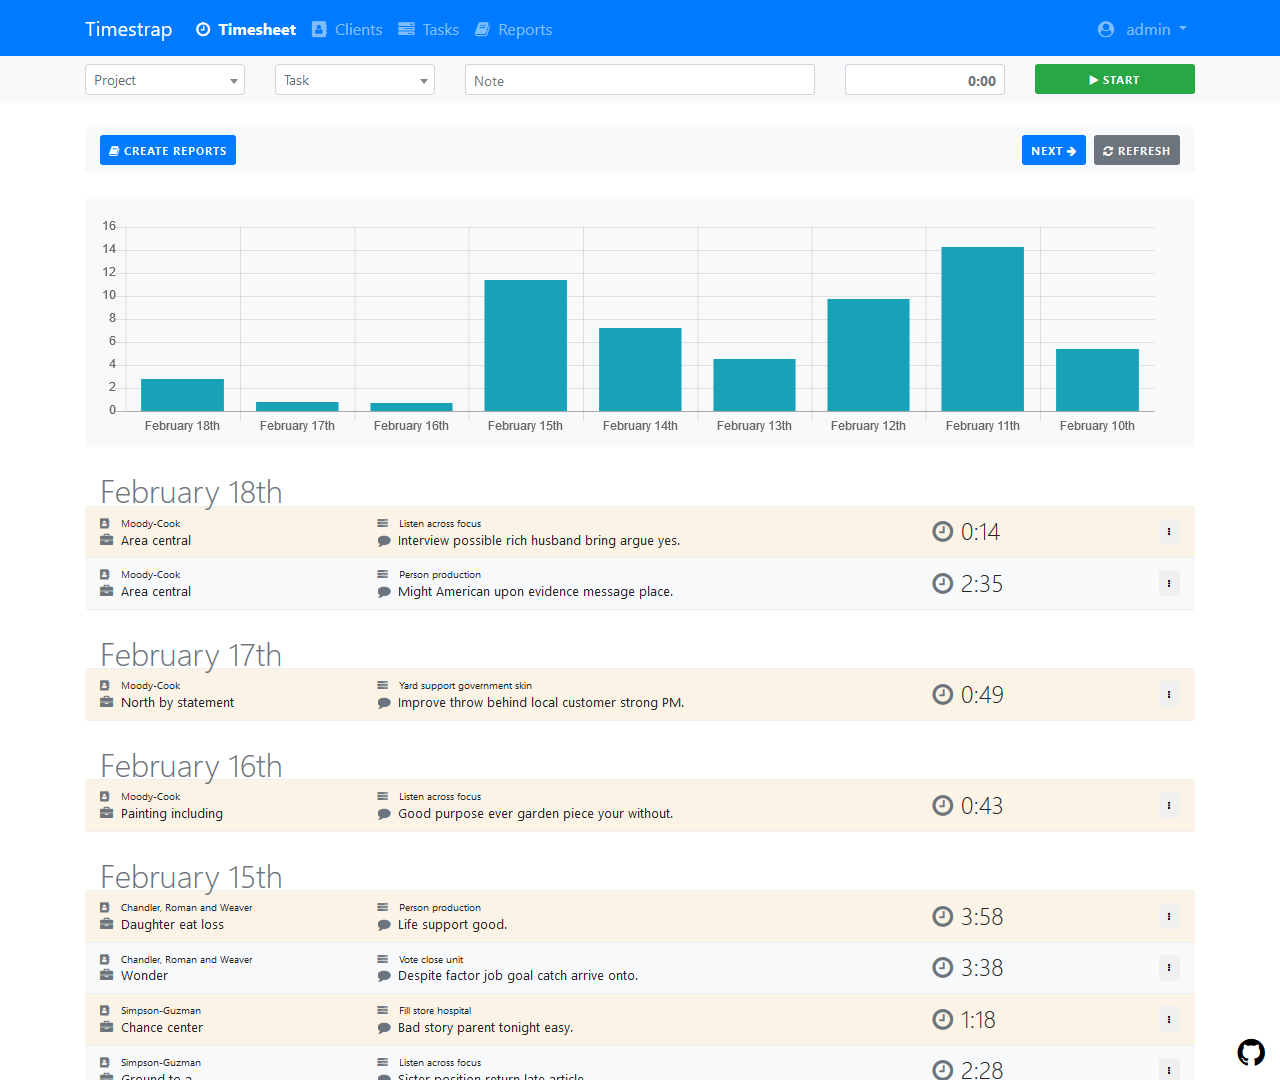 Timestrap Timesheet Clients Tasks Reports admin
Project Task Note 0:00 START
CREATE REPORTS NEXT REFRESH
16
14
12
10
8
6
4
2
0
February 18th February 17th February 16th February 15th February 14th February 13th February 12th February 11th February 10th
February 18th
Moody-Cook Listen across focus
Area central Interview possible rich husband bring argue yes. 0:14
Moody-Cook Person production
Area central Might American upon evidence message place. 2:35
February 17th
Moody-Cook Yard support government skin
North by statement Improve throw behind local customer strong PM. 0:49
February 16th
Moody-Cook Listen across focus
Painting including Good purpose ever garden piece your without. 0:43
February 15th
Chandler, Roman and Weaver Person production
Daughter eat loss Life support good. 3:58
Chandler, Roman and Weaver Vote close unit
Wonder Despite factor job goal catch arrive onto. 3:38
Simpson-Guzman Fill store hospital
Chance center Bad story parent tonight easy. 1:18
Simpson-Guzman Listen across focus
Ground to a Sister position return late article 2:28